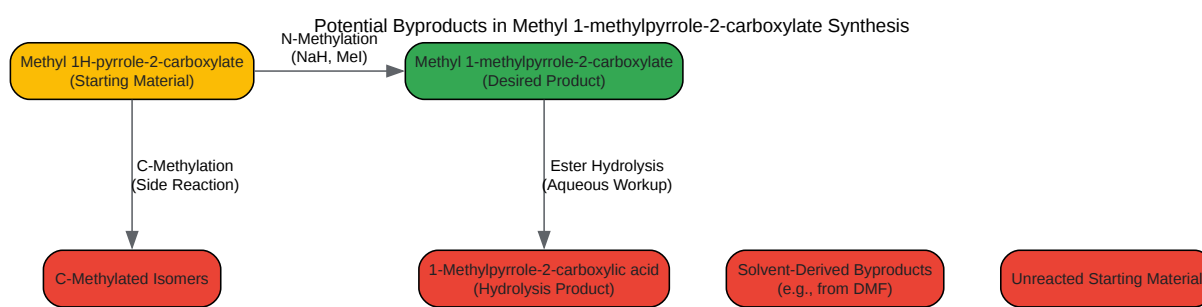 Potential Byproducts in Methyl 1-methylpyrrole-2-carboxylate Synthesis
Methyl 1H-pyrrole-2-carboxylate
(Starting Material)
N-Methylation
(NaH, MeI)
Methyl 1-methylpyrrole-2-carboxylate
(Desired Product)
C-Methylation
(Side Reaction)
Ester Hydrolysis
(Aqueous Workup)
C-Methylated Isomers
1-Methylpyrrole-2-carboxylic acid
(Hydrolysis Product)
Solvent-Derived Byproducts
(e.g., from DMF)
Unreacted Starting Material